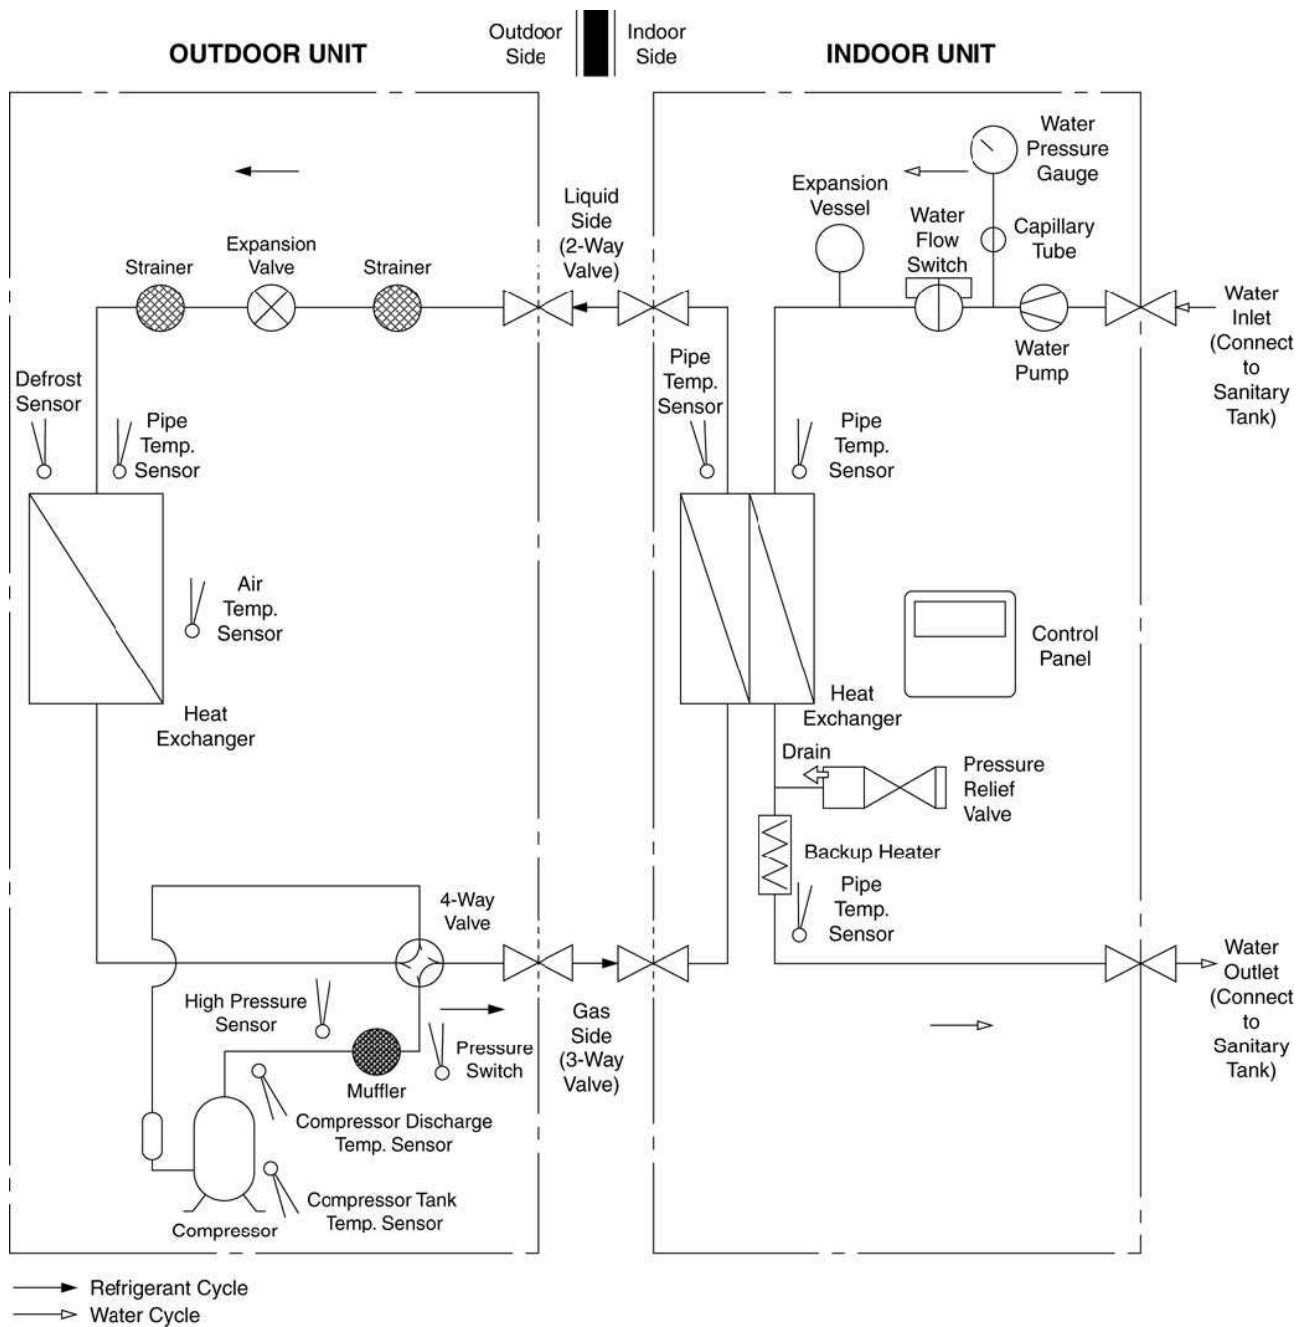 OUTDOOR UNIT
Outdoor
Side
Indoor
Side
INDOOR UNIT
Water
Pressure
Gauge
Expansion
Vessel
Water
Flow
Switch
Capillary
Tube
Liquid
Side
(2-Way
Valve)
Strainer
Expansion
Valve
Strainer
Water
Inlet
(Connect
to
Sanitary
Tank)
Water
Pump
Defrost
Sensor
Pipe
Temp.
Sensor
Pipe
Temp.
Sensor
Pipe
Temp.
Sensor
Air
Temp.
Sensor
Control
Panel
Heat
Exchanger
Heat
Exchanger
Drain
Pressure
Relief
Valve
Backup Heater
Pipe
Temp.
Sensor
4-Way
Valve
Water
Outlet
(Connect
to
Sanitary
Tank)
High Pressure
Sensor
Gas
Side
(3-Way
Valve)
Pressure
Switch
Muffler
Compressor Discharge
Temp. Sensor
Compressor Tank
Temp. Sensor
Compressor
Refrigerant Cycle
Water Cycle